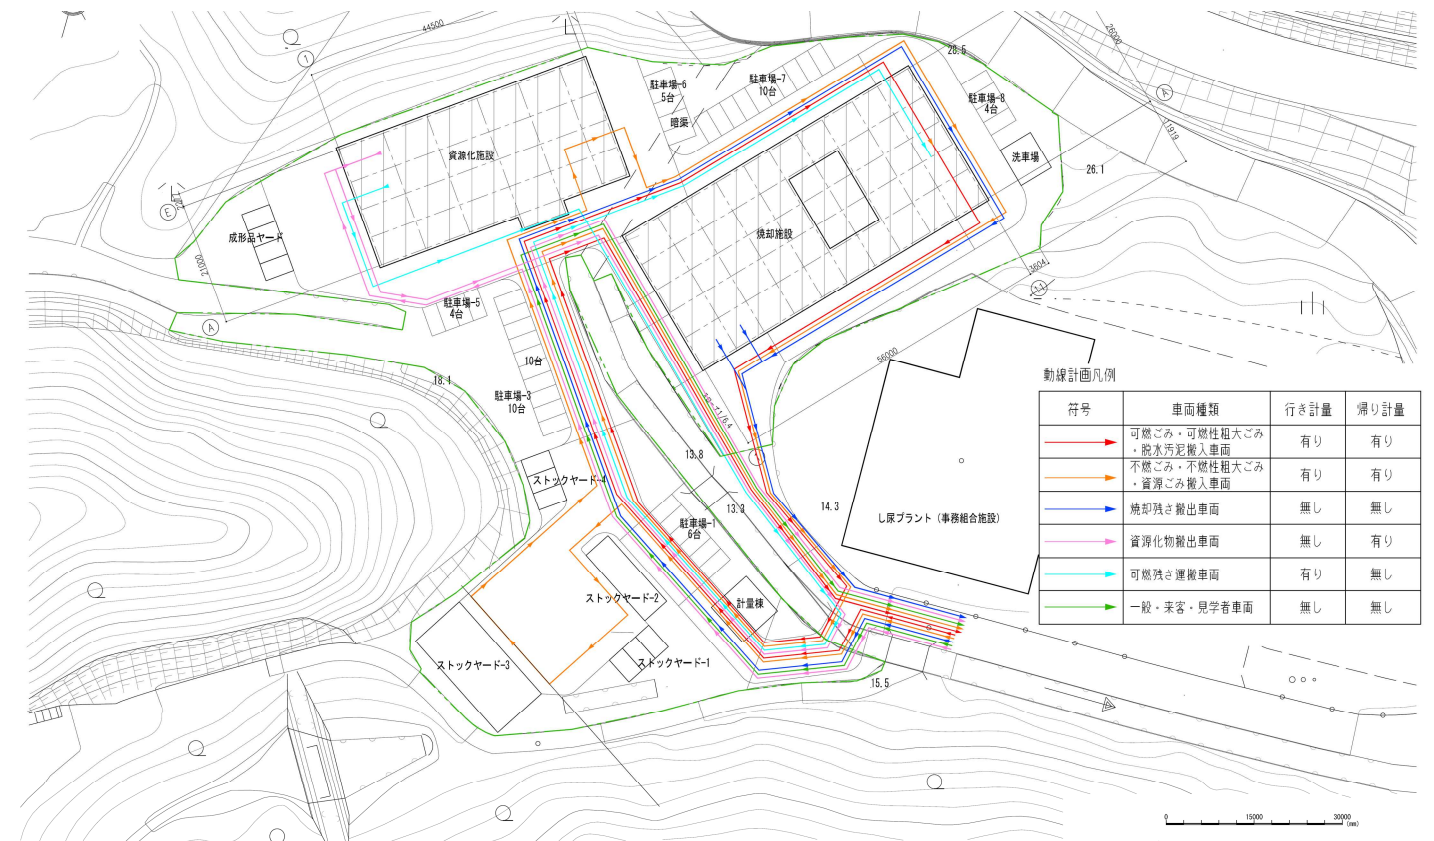 44500
26000
28.5
駐車場-7
10台
駐車場-6
5台
駐車場-8
4台
暗渠
11919
資源化施設
洗車場
26.1
成形品ヤード
焼却施設
21000
3604
駐車場-5
4台
10台
56000
18.1
動線計画凡例
符号 車両種類 行き計量 帰り計量
可燃ごみ・可燃性粗大ごみ
・脱水汚泥搬入車両 有り 有り
不燃ごみ・不燃性粗大ごみ
・資源ごみ搬入車両 有り 有り
焼却残さ搬出車両 無し 無し
資源化物搬出車両 無し 有り
可燃残さ運搬車両 有り 無し
一般・来客・見学者車両 無し 無し
駐車場-3
10台
13.8
ストックヤード-4
13.3
14.3
駐車場-1
6台
し尿プラント (事務組合施設)
ストックヤード-2
計量棟
ストックヤード-3
ストックヤード-1
15.5
0 15000 30000 (mm)